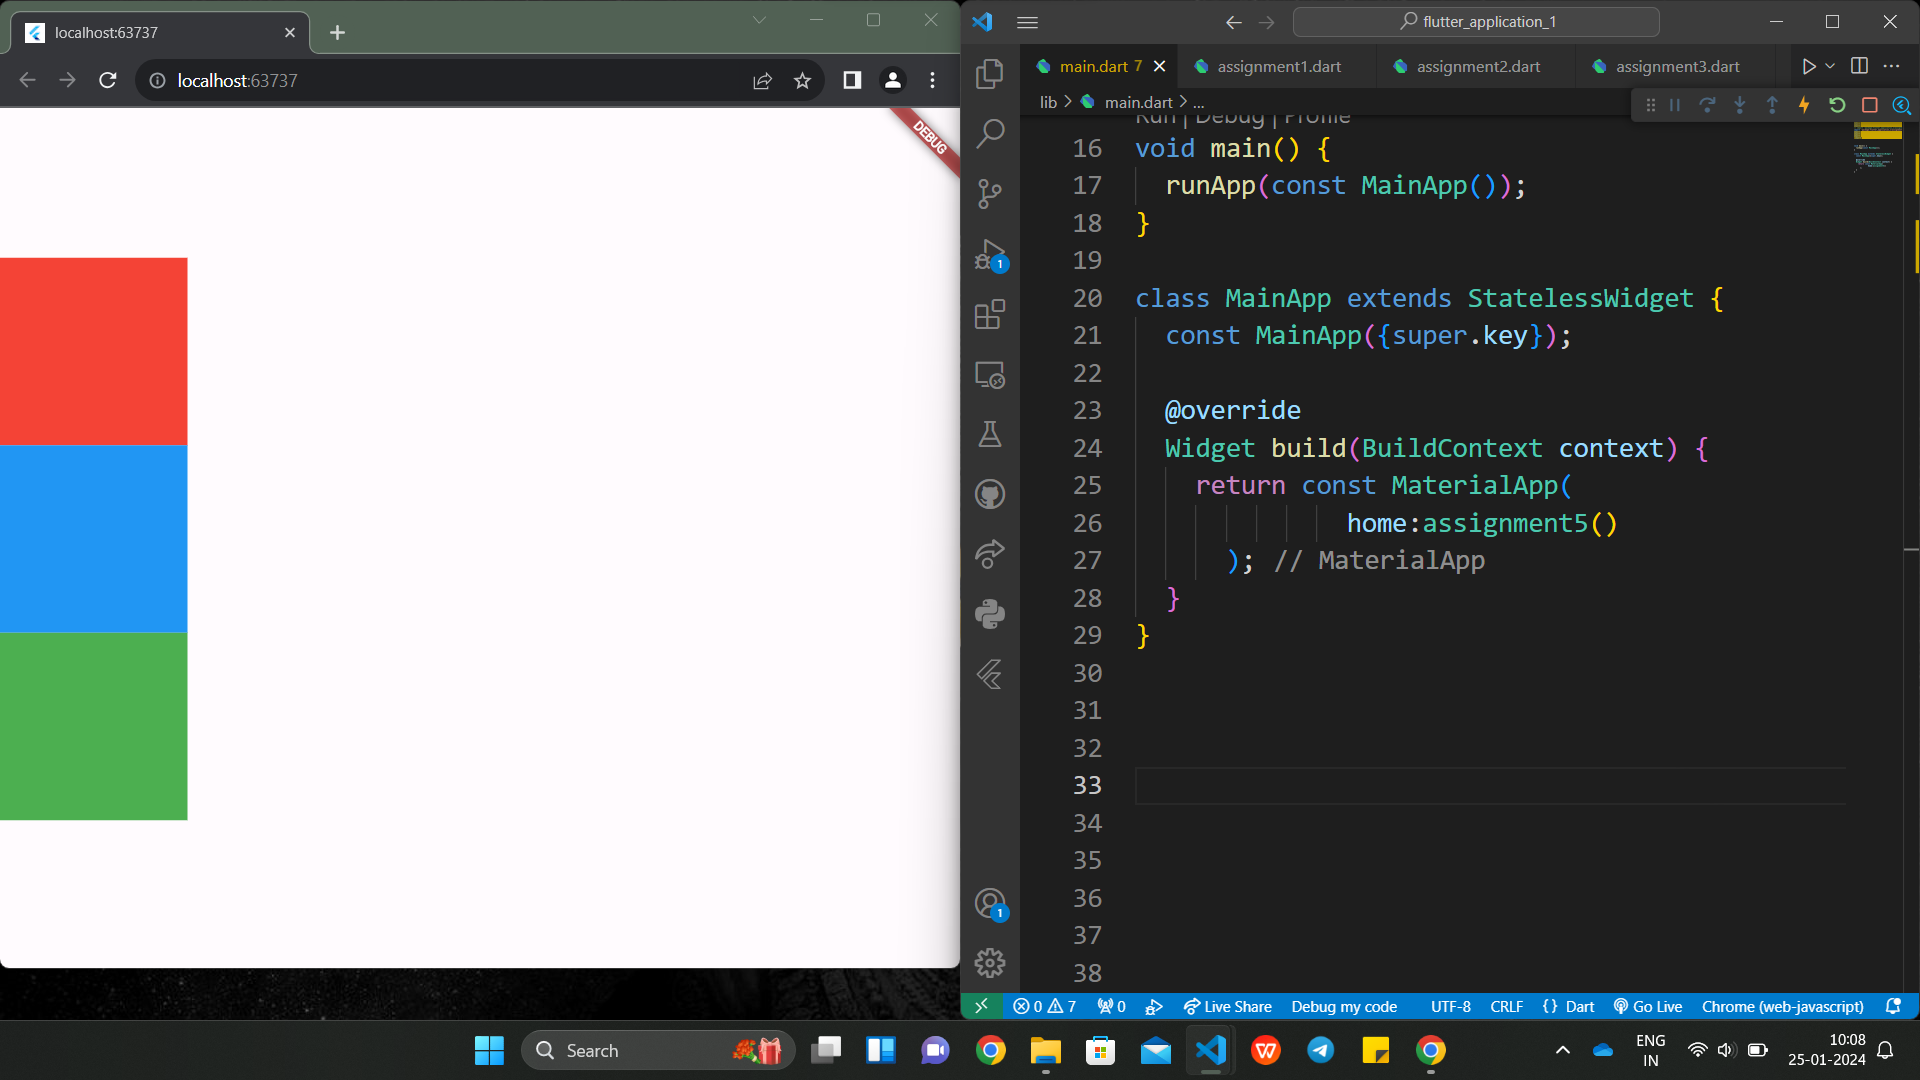 localhost:63737
localhost:63737
DEBUG
flutter_application_1
main.dart 7
assignment1.dart
assignment2.dart
assignment3.dart
lib > main.dart > ...
Run | Debug | Profile
16 void main() {
17 runApp(const MainApp());
18 }
19
20 class MainApp extends StatelessWidget {
21 const MainApp({super.key});
22
23 @override
24 Widget build(BuildContext context) {
25 return const MaterialApp(
26 home:assignment5()
27 ); // MaterialApp
28 }
29 }
30
31
32
33
34
35
36
37
38
1
1
0 7 0 Live Share Debug my code UTF-8 CRLF {} Dart Go Live Chrome (web-javascript)
Search
ENG
IN
10:08
25-01-2024